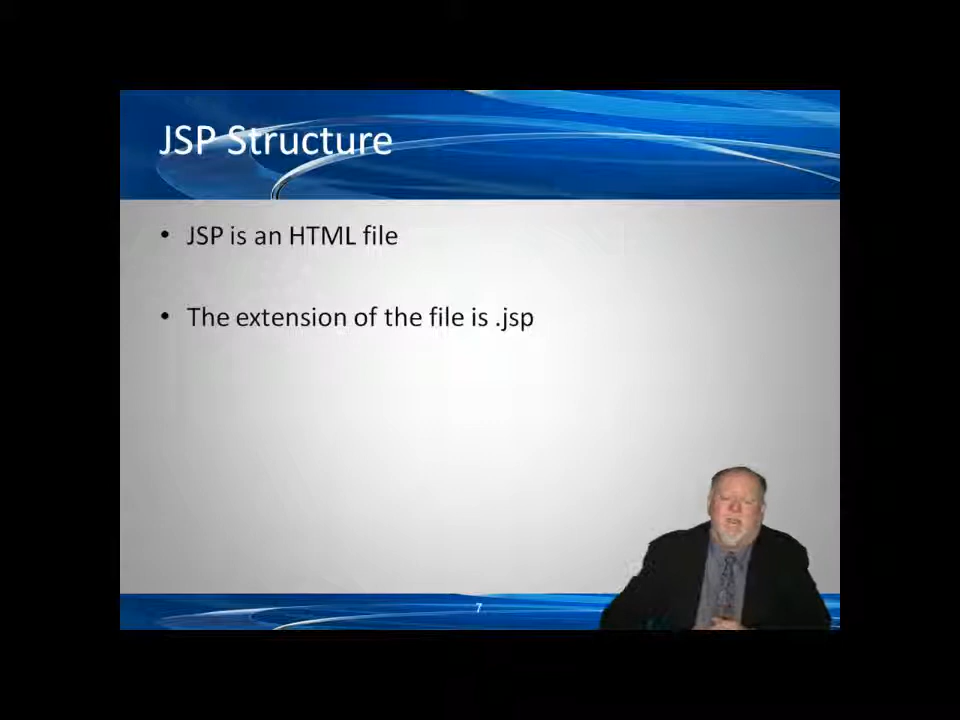 JSP Structure
• JSP is an HTML file
• The extension of the file is .jsp
7